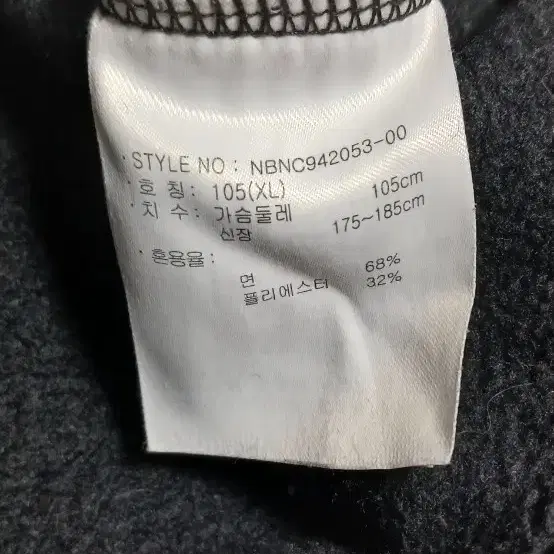 · STYLE NO : NBNC942053-00
· 호 칭 : 105(XL)
· 치 수 : 가슴둘레 105cm
신장 175~185cm
· 혼용율 :
면 68%
폴리에스터 32%